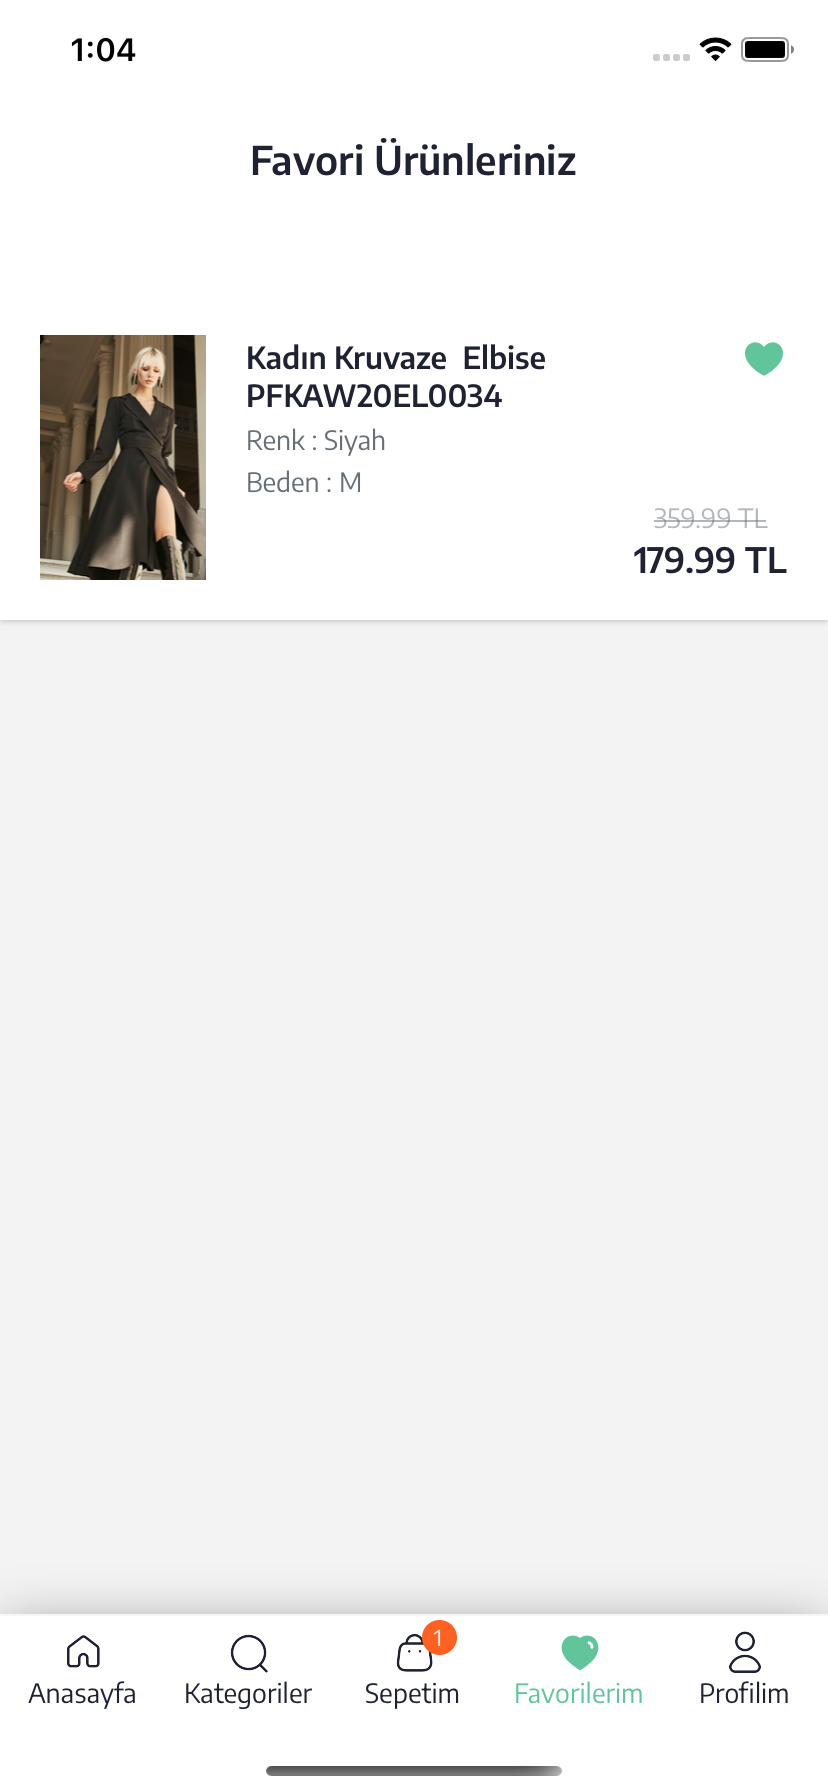 1:04
Favori Ürünleriniz
Kadın Kruvaze  Elbise
PFKAW20EL0034
Renk : Siyah
Beden : M
359.99 TL
179.99 TL
1
Anasayfa Kategoriler Sepetim Favorilerim Profilim